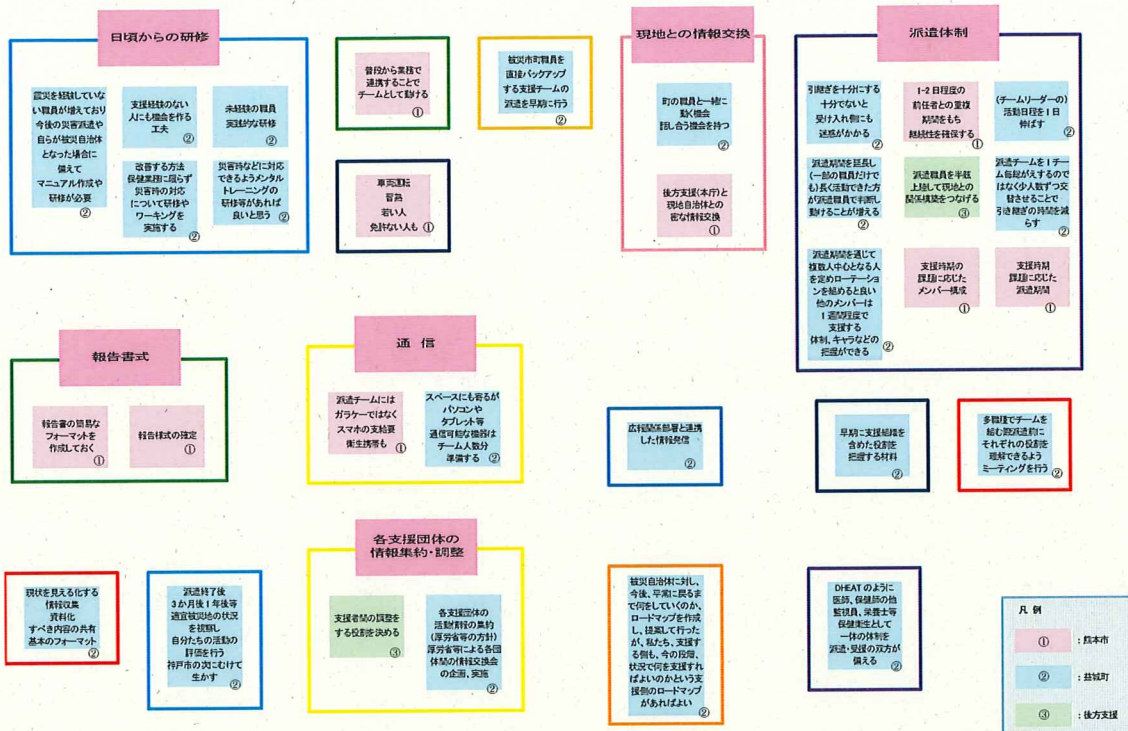 日頃からの研修
震災を経験していな
い職員が増えており
今後の災害派遣や
自らが被災自治体
となった場合に
備えて
マニュアル作成や
研修が必要
②
支援経験のない
人にも機会を作る
工夫
②
未経験の職員
実践的な研修
②
改善する方法
保健業務に限らず
災害時の対応
について研修や
ワーキングを
実施する
②
災害時などに対応
できるようメンタル
トレーニングの
研修等があれば
良いと思う
②
普段から業務で
連携することで
チームとして動ける
①
被災市町職員を
直接バックアップ
する支援チームの
派遣を早期に行う
②
車両運転
習熟
若い人
免許ない人も
①
現地との情報交換
町の職員と一緒に
動く機会
話し合う機会を持つ
②
後方支援(本庁)と
現地自治体との
密な情報交換
①
派遣体制
引継ぎを十分にする
十分でないと
受け入れ側にも
迷惑がかかる
②
1-2日程度の
前任者との重複
期間をもち
継続性を確保する
①
(チームリーダーの)
活動日程を1日
伸ばす
②
派遣期間を延長し
(一部の職員だけで
も)長く活動できた方
が派遣職員で判断し
動けることが増える
②
派遣職員を半数
上陸して現地との
関係構築をつなげる
③
派遣チームを1チー
ム毎総がえするので
はなく少人数ずつ交
替させることで
引き継ぎの時間を減
らす
②
派遣期間を通じて
複数人中心となる人
を定めローテーショ
ンを組めると良い
他のメンバーは
1週間程度で
支援する
体制、キャラなどの
把握ができる
②
支援時期の
課題に応じた
メンバー構成
①
支援時期
課題に応じた
派遣期間
①
報告書式
報告書の簡易な
フォーマットを
作成しておく
①
報告様式の確定
①
通信
派遣チームには
ガラケーではなく
スマホの支給要
衛生携帯も
①
スペースにも寄るが
パソコンや
タブレット等
通信可能な機器は
チーム人数分
準備する
②
広報関係部署と連携
した情報発信
②
早期に支援組織を
含めた役割を
把握する材料
②
多職種でチームを
組む際派遣前に
それぞれの役割を
理解できるよう
ミーティングを行う
②
現状を見える化する
情報収集
資料化
すべき内容の共有
基本のフォーマット
②
派遣終了後
3か月後1年後等
適宜被災地の状況
を視察し
自分たちの活動の
評価を行う
神戸市の次にむけて
生かす
②
各支援団体の
情報集約・調整
支援者間の調整を
する役割を決める
③
各支援団体の
活動情報の集約
(厚労省等の方針)
厚労省等による各団
体間の情報交換会
の企画、実施
②
被災自治体に対し、
今後、平常に戻るま
で何をしていくのか、
ロードマップを作成
し、提案して行った
が、私たち、支援す
る側も、今の段階、
状況で何を支援すれ
ばよいのかという支
援側のロードマップ
があればよい
②
DHEATのように
医師、保健師の他
監視員、栄養士等
保健衛生として
一体の体制を
派遣・受援の双方が
備える
②
凡例
① :熊本市
② :益城町
③ :後方支援